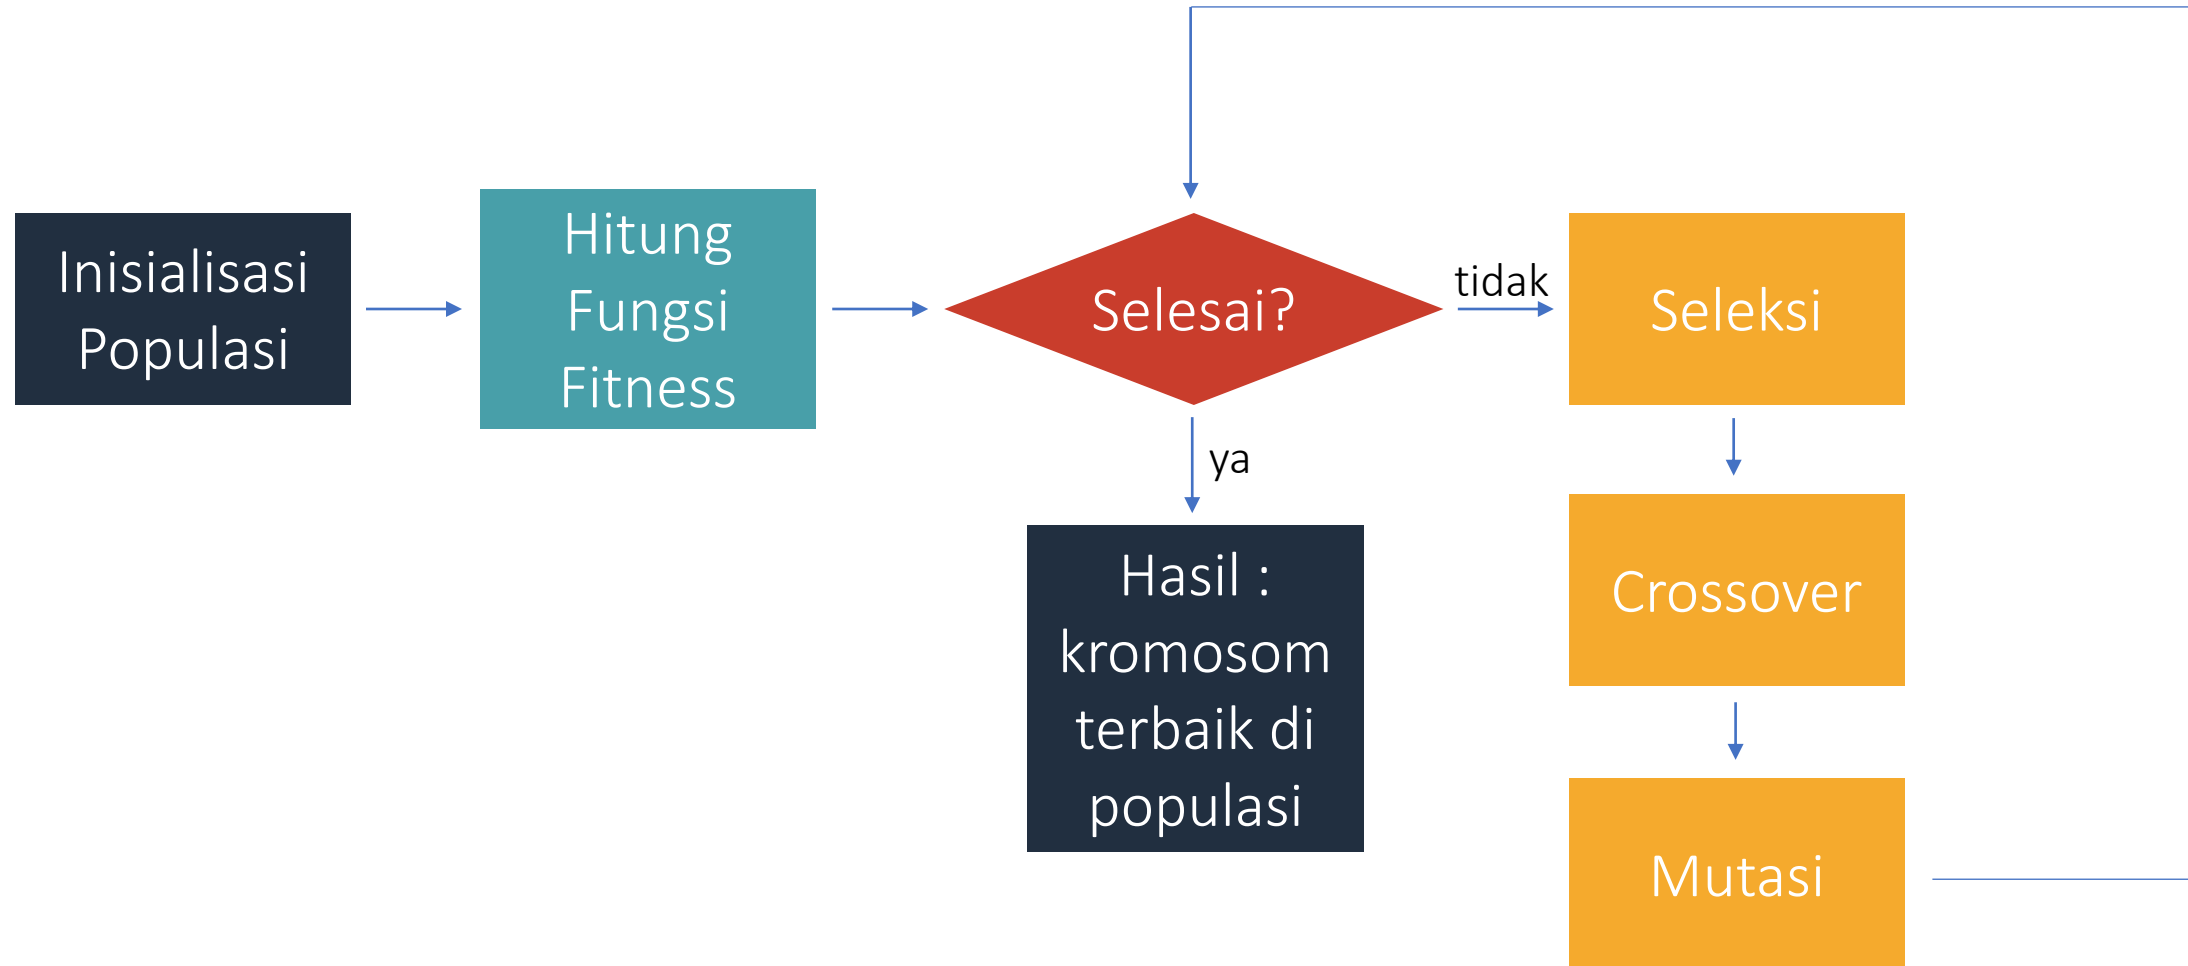 Inisialisasi
Populasi
Hitung
Fungsi
Fitness
Selesai?
tidak
Seleksi
ya
Hasil :
kromosom
terbaik di
populasi
Crossover
Mutasi